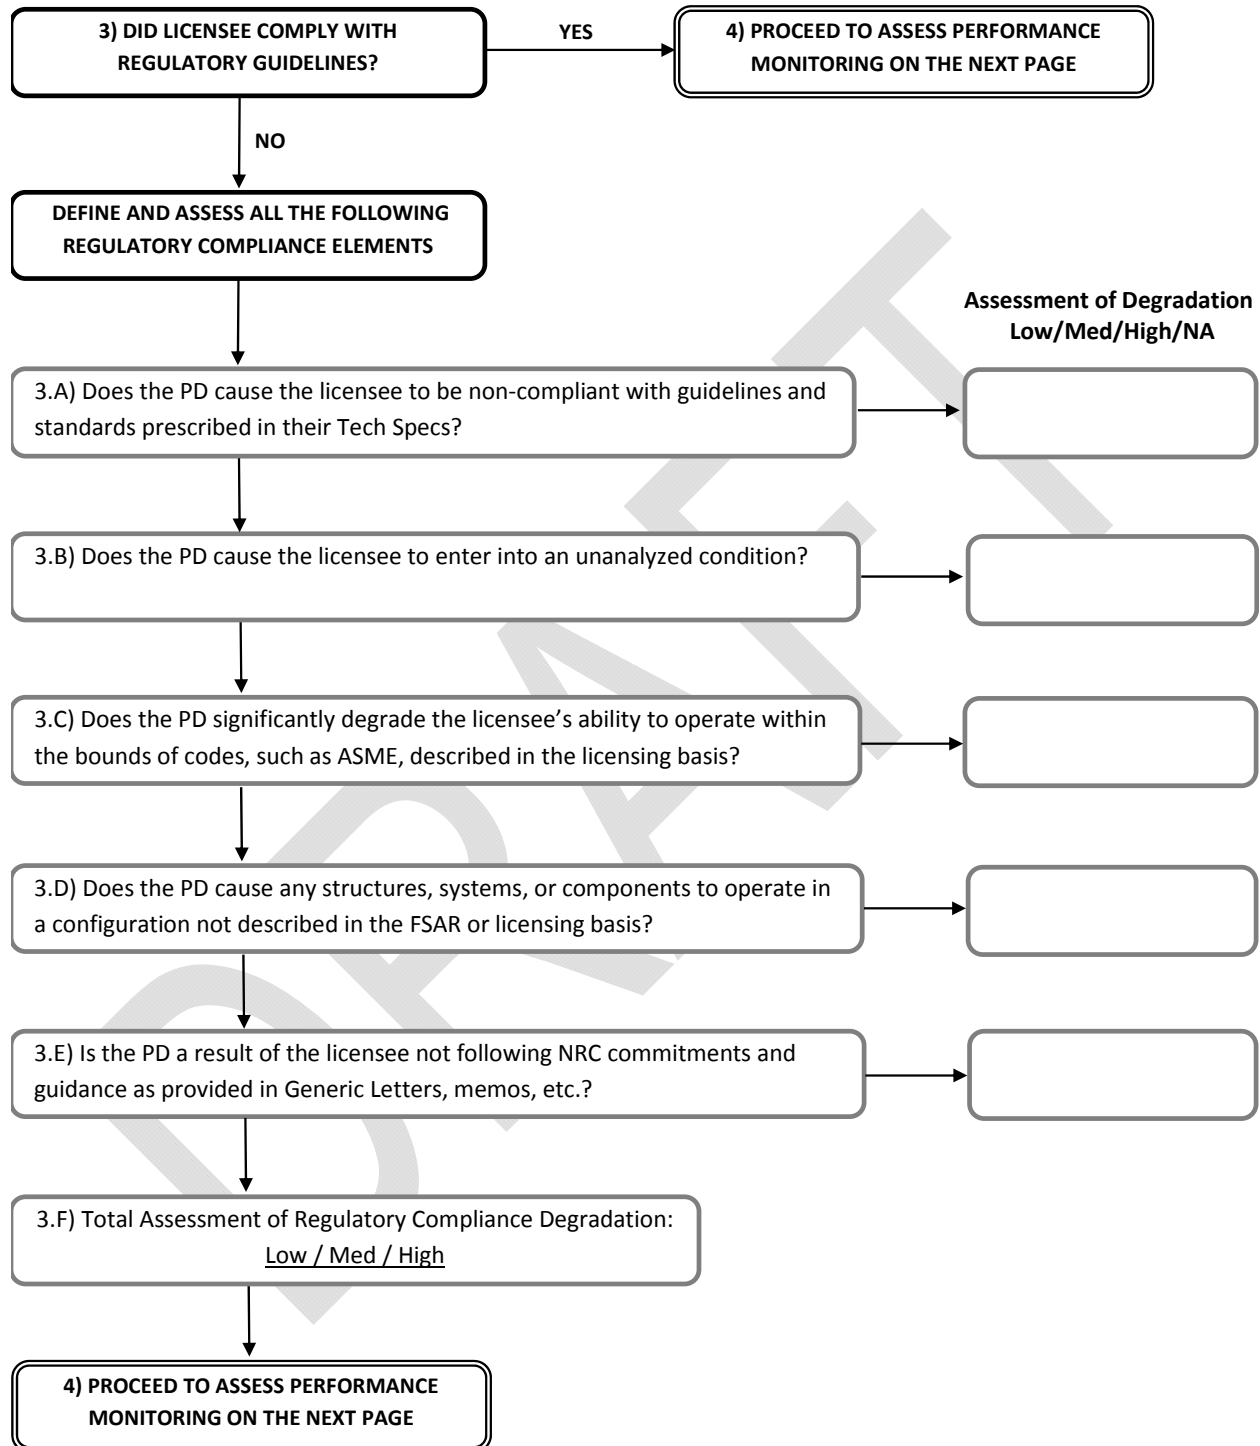 3) DID LICENSEE COMPLY WITH
REGULATORY GUIDELINES?
YES
4) PROCEED TO ASSESS PERFORMANCE
MONITORING ON THE NEXT PAGE
NO
DEFINE AND ASSESS ALL THE FOLLOWING
REGULATORY COMPLIANCE ELEMENTS
Assessment of Degradation
Low/Med/High/NA
3.A) Does the PD cause the licensee to be non-compliant with guidelines and
standards prescribed in their Tech Specs?
3.B) Does the PD cause the licensee to enter into an unanalyzed condition?
3.C) Does the PD significantly degrade the licensee’s ability to operate within
the bounds of codes, such as ASME, described in the licensing basis?
3.D) Does the PD cause any structures, systems, or components to operate in
a configuration not described in the FSAR or licensing basis?
3.E) Is the PD a result of the licensee not following NRC commitments and
guidance as provided in Generic Letters, memos, etc.?
3.F) Total Assessment of Regulatory Compliance Degradation:
Low / Med / High
4) PROCEED TO ASSESS PERFORMANCE
MONITORING ON THE NEXT PAGE
DRAFT